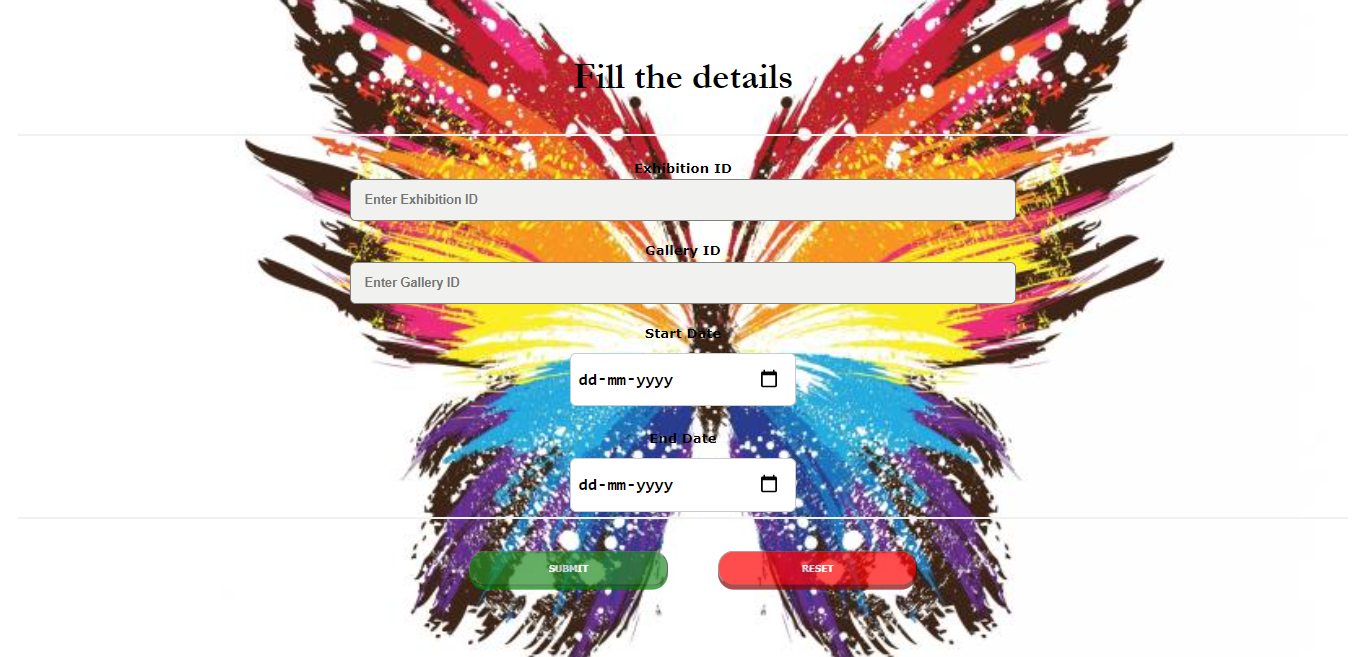 Fill the details
Exhibition ID
Enter Exhibition ID
Gallery ID
Enter Gallery ID
Start Date
dd-mm-yyyy
End Date
dd-mm-yyyy
SUBMIT
RESET